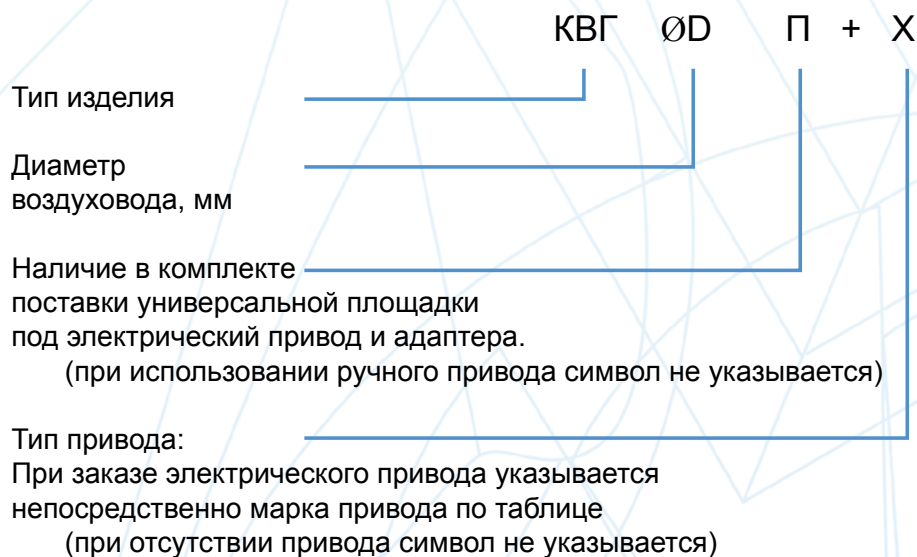 КВГ ØD П + Х
Тип изделия
Диаметр
воздуховода, мм
Наличие в комплекте
поставки универсальной площадки
под электрический привод и адаптера.
(при использовании ручного привода символ не указывается)
Тип привода:
При заказе электрического привода указывается
непосредственно марка привода по таблице
(при отсутствии привода символ не указывается)